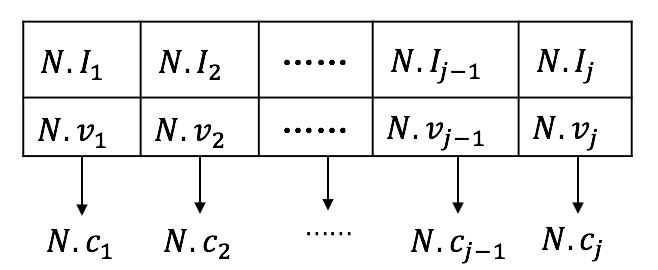 N.I₁ N.I₂ ⋯⋯ N.Iⱼ₋₁ N.Iⱼ
N.v₁ N.v₂ ⋯⋯ N.vⱼ₋₁ N.vⱼ
N.c₁ N.c₂ ⋯⋯ N.cⱼ₋₁ N.cⱼ